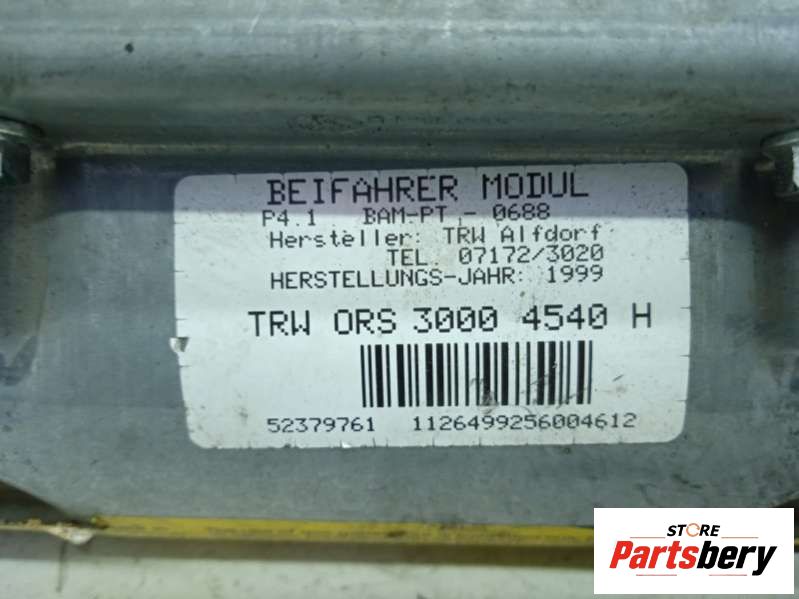 BEIFAHRER MODUL
P4.1 BAM-PT - 0688
Hersteller: TRW Alfdorf
TEL. 07172/3020
HERSTELLUNGS-JAHR: 1999
TRW ORS 3000 4540 H
52379761 1126499256004612
STORE
Partsbery